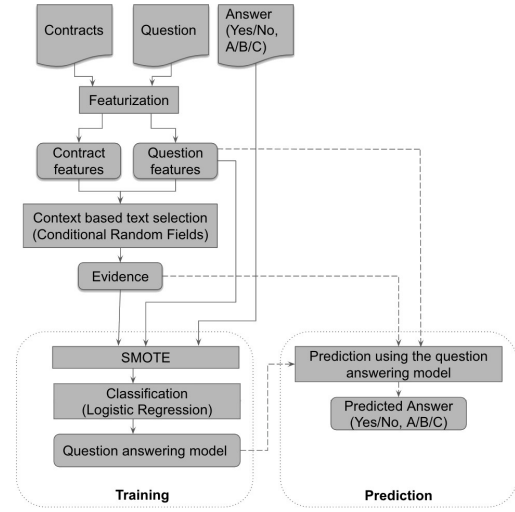 Contracts
Question
Answer
(Yes/No,
A/B/C)
Featurization
Contract
features
Question
features
Context based text selection
(Conditional Random Fields)
Evidence
SMOTE
Classification
(Logistic Regression)
Question answering model
Training
Prediction using the question
answering model
Predicted Answer
(Yes/No, A/B/C)
Prediction